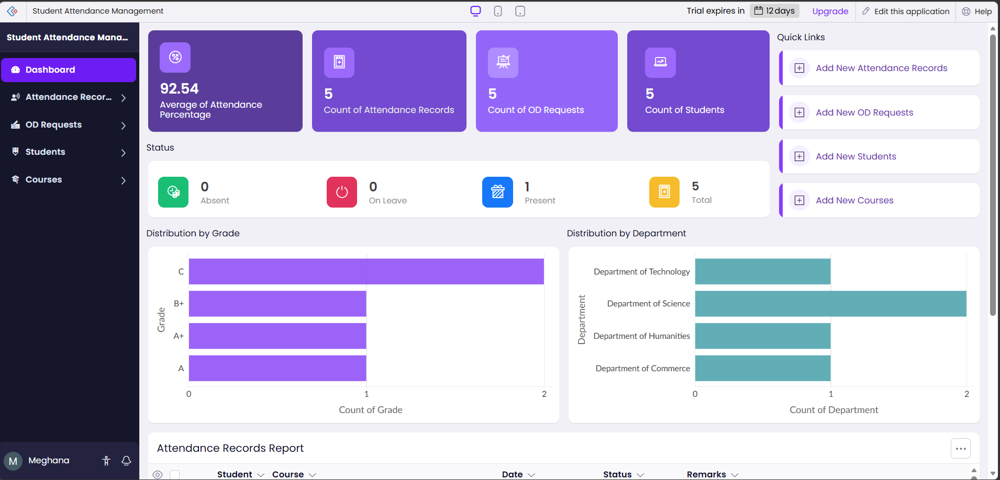 Student Attendance Management
Trial expires in
12 days
Upgrade
Edit this application
Help
Student Attendance Mana...
Dashboard
Attendance Recor...
OD Requests
Students
Courses
M
Meghana
92.54
Average of Attendance
Percentage
5
Count of Attendance Records
5
Count of OD Requests
5
Count of Students
Quick Links
Add New Attendance Records
Add New OD Requests
Add New Students
Add New Courses
Status
0
Absent
0
On Leave
1
Present
5
Total
Distribution by Grade
Grade
C
B+
A+
A
0 1 2
Count of Grade
Distribution by Department
Department
Department of Technology
Department of Science
Department of Humanities
Department of Commerce
0 1 2
Count of Department
Attendance Records Report
Student Course Date Status Remarks